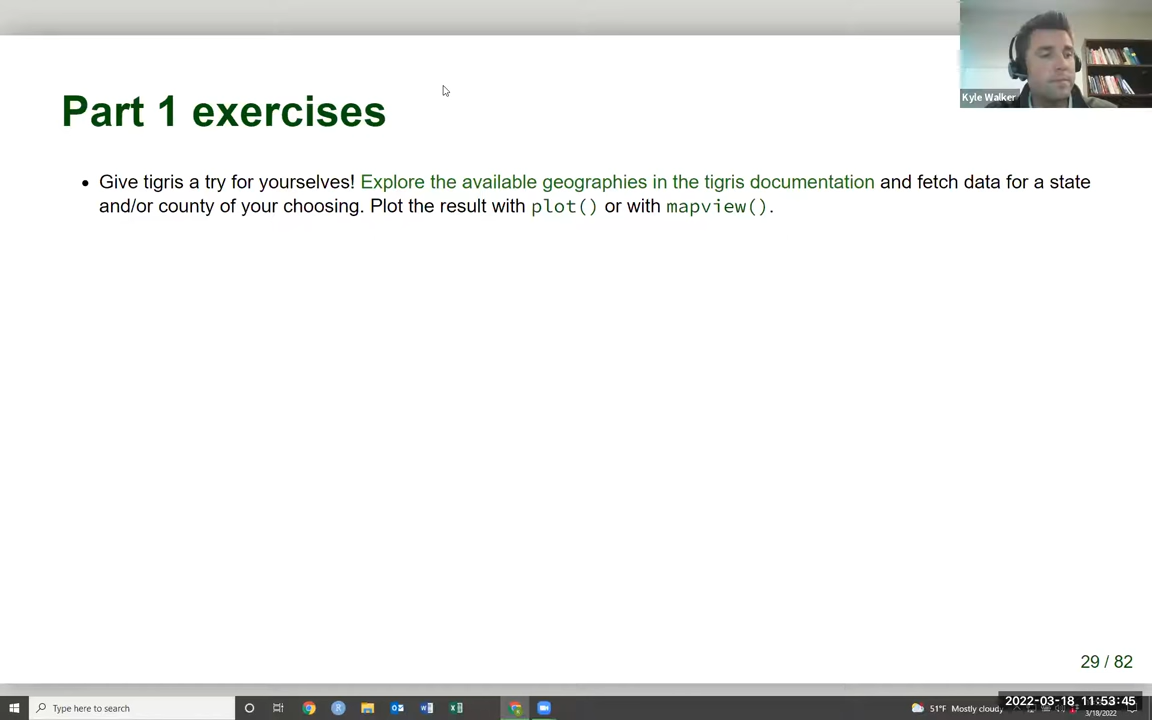 Kyle Walker
Part 1 exercises
Give tigris a try for yourselves! Explore the available geographies in the tigris documentation and fetch data for a state
and/or county of your choosing. Plot the result with plot() or with mapview().
29 / 82
Type here to search
51°F Mostly cloudy
2022-03-18 11:53:45
3/18/2022